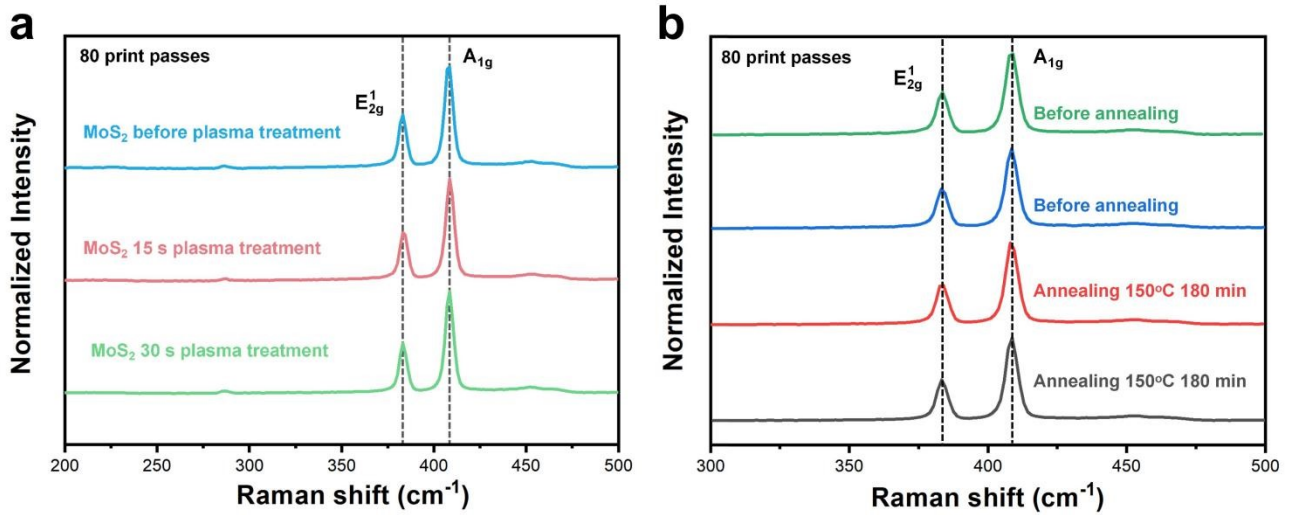 a
80 print passes
A₁g
E¹₂g
MoS₂ before plasma treatment
MoS₂ 15 s plasma treatment
MoS₂ 30 s plasma treatment
Normalized Intensity
200 250 300 350 400 450 500
Raman shift (cm⁻¹)
b
80 print passes
A₁g
E¹₂g
Before annealing
Before annealing
Annealing 150°C 180 min
Annealing 150°C 180 min
Normalized Intensity
300 350 400 450 500
Raman shift (cm⁻¹)